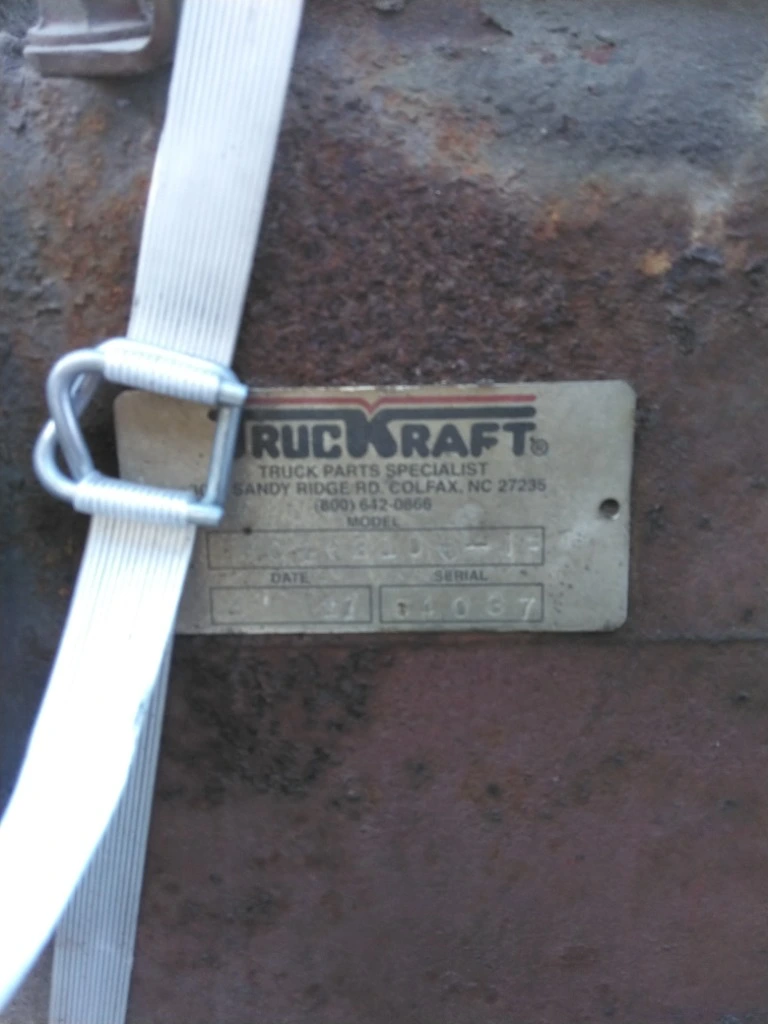 TRUCKRAFT®
TRUCK PARTS SPECIALIST
SANDY RIDGE RD. COLFAX, NC 27235
(800) 642-0866
MODEL
DATE SERIAL